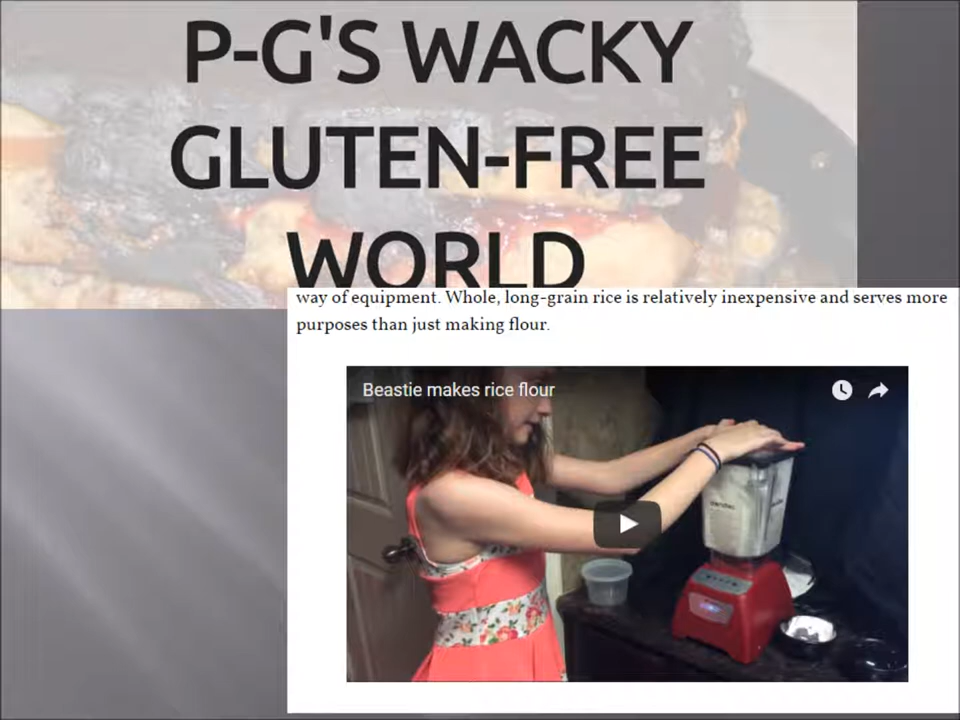 P-G'S WACKY
GLUTEN-FREE
WORLD
way of equipment. Whole, long-grain rice is relatively inexpensive and serves more
purposes than just making flour.
Beastie makes rice flour